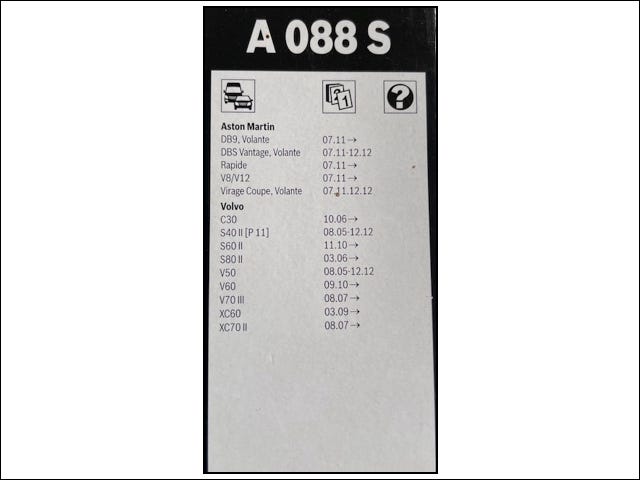 A 088 S
Aston Martin
DB9, Volante 07.11→
DBS Vantage, Volante 07.11-12.12
Rapide 07.11→
V8/V12 07.11→
Virage Coupe, Volante 07.11.12.12
Volvo
C30 10.06→
S40 II [P 11] 08.05-12.12
S60 II 11.10→
S80 II 03.06→
V50 08.05-12.12
V60 09.10→
V70 III 08.07→
XC60 03.09→
XC70 II 08.07→